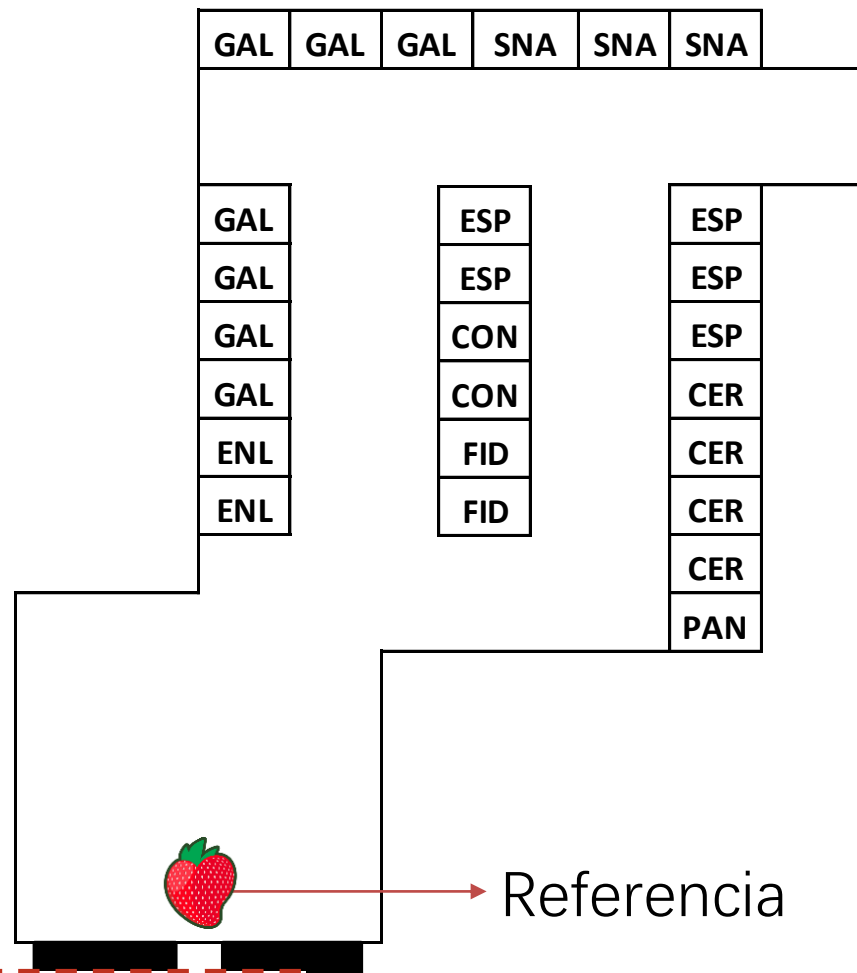 GAL GAL GAL SNA SNA SNA
GAL ESP ESP
GAL ESP ESP
GAL CON ESP
GAL CON CER
ENL FID CER
ENL FID CER
CER
PAN
Referencia